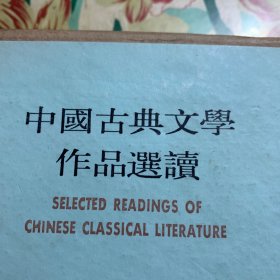 中國古典文學
作品選讀
SELECTED READINGS OF
CHINESE CLASSICAL LITERATURE